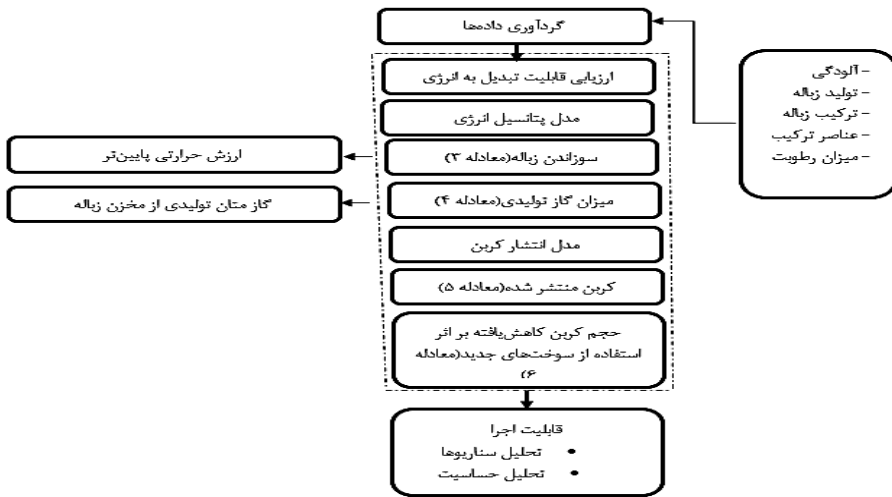 گردآوری داده‌ها
ارزیابی قابلیت تبدیل به انرژی
مدل پتانسیل انرژی
سوزاندن زباله(معادله ۳)
میزان گاز تولیدی(معادله ۴)
مدل انتشار کربن
کربن منتشر شده(معادله ۵)
حجم کربن کاهش‌یافته بر اثر
استفاده از سوخت‌های جدید(معادله
۶)
قابلیت اجرا
• تحلیل سناریوها
• تحلیل حساسیت
- آلودگی
- تولید زباله
- ترکیب زباله
- عناصر ترکیب
- میزان رطوبت
ارزش حرارتی پایین‌تر
گاز متان تولیدی از مخزن زباله